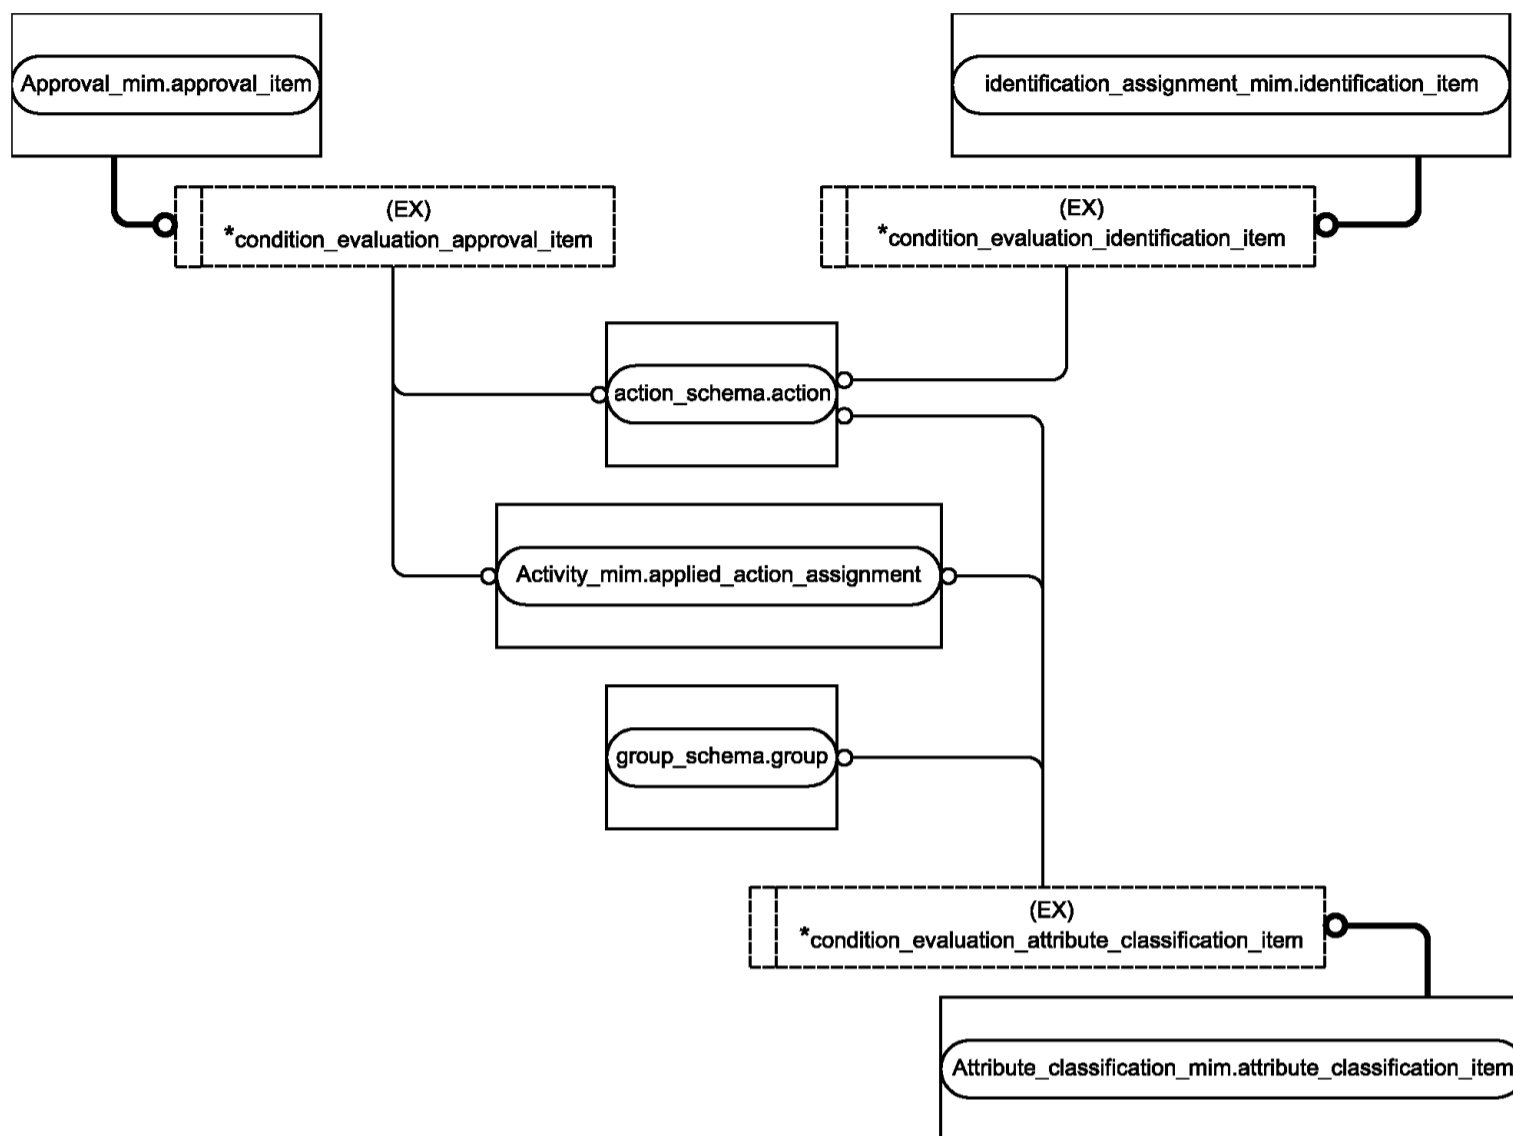 Approval_mim.approval_item
identification_assignment_mim.identification_item
(EX)
*condition_evaluation_approval_item
(EX)
*condition_evaluation_identification_item
action_schema.action
Activity_mim.applied_action_assignment
group_schema.group
(EX)
*condition_evaluation_attribute_classification_item
Attribute_classification_mim.attribute_classification_item